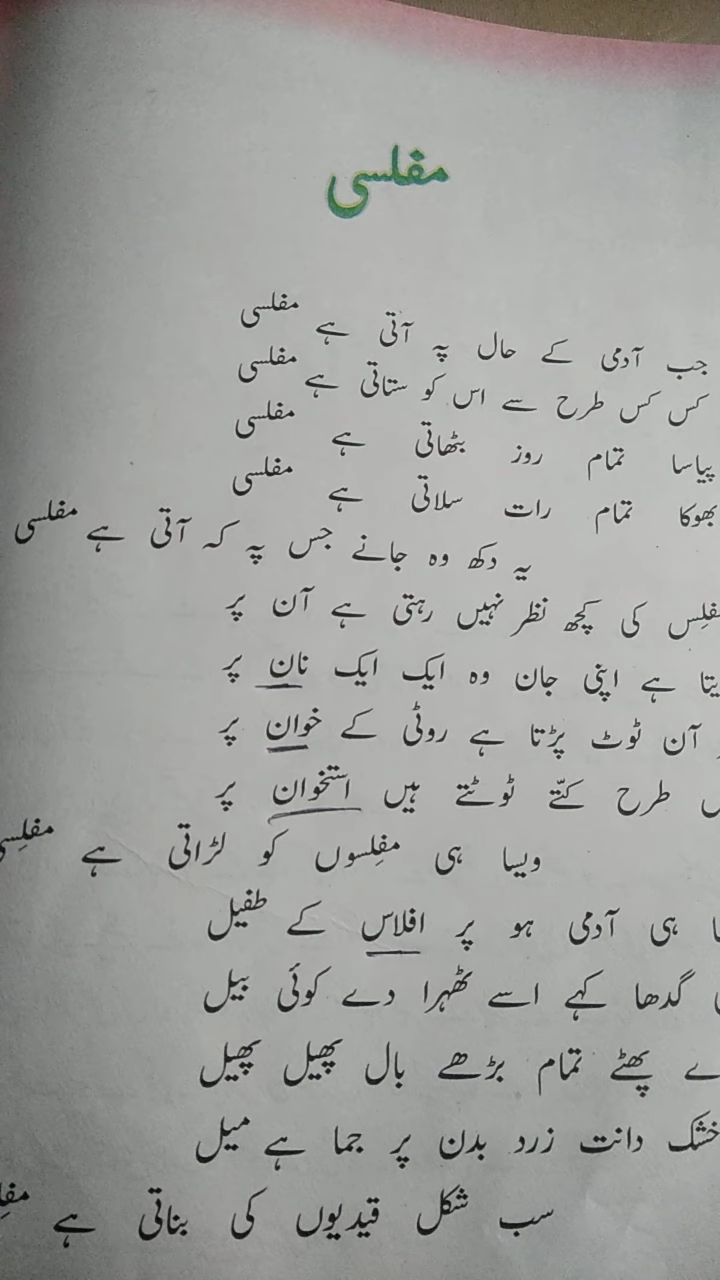 مفلسی
جب آدمی کے حال پہ آتی ہے مفلسی
کس کس طرح سے اس کو ستاتی ہے مفلسی
پیاسا تمام روز بٹھاتی ہے مفلسی
بھوکا تمام رات سلاتی ہے مفلسی
یہ دکھ وہ جانے جس پہ کہ آتی ہے مفلسی
مفلِس کی کچھ نظر نہیں رہتی ہے آن پر
ہے اپنی جان وہ ایک ایک نان پر
آن ٹوٹ پڑتا ہے روٹی کے خوان پر
طرح کتّے ٹوٹتے ہیں استخوان پر
ویسا ہی مفلِسوں کو لڑاتی ہے مفلِسی
ہی آدمی ہو پر افلاس کے طفیل
گدھا کہے اسے ٹھہرا دے کوئی بیل
پھٹے تمام بڑھے بال پھیل پھیل
خشک دانت زرد بدن پر جما ہے میل
سب شکل قیدیوں کی بناتی ہے